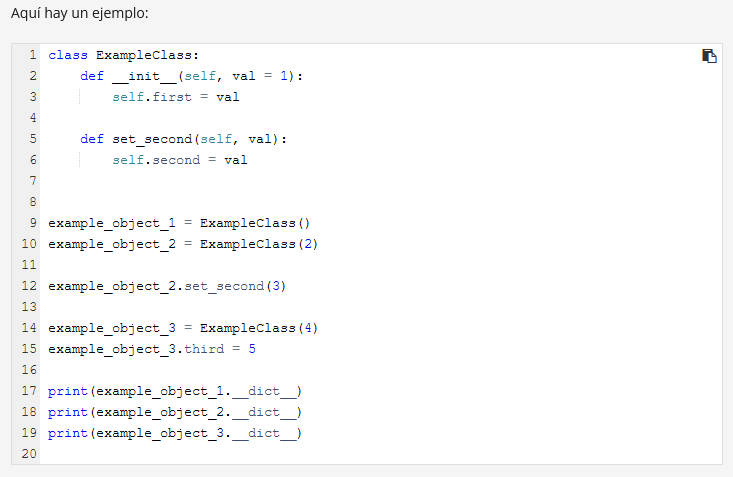 Aquí hay un ejemplo:
1 class ExampleClass:
2     def __init__(self, val = 1):
3         self.first = val
4
5     def set_second(self, val):
6         self.second = val
7
8
9 example_object_1 = ExampleClass()
10 example_object_2 = ExampleClass(2)
11
12 example_object_2.set_second(3)
13
14 example_object_3 = ExampleClass(4)
15 example_object_3.third = 5
16
17 print(example_object_1.__dict__)
18 print(example_object_2.__dict__)
19 print(example_object_3.__dict__)
20